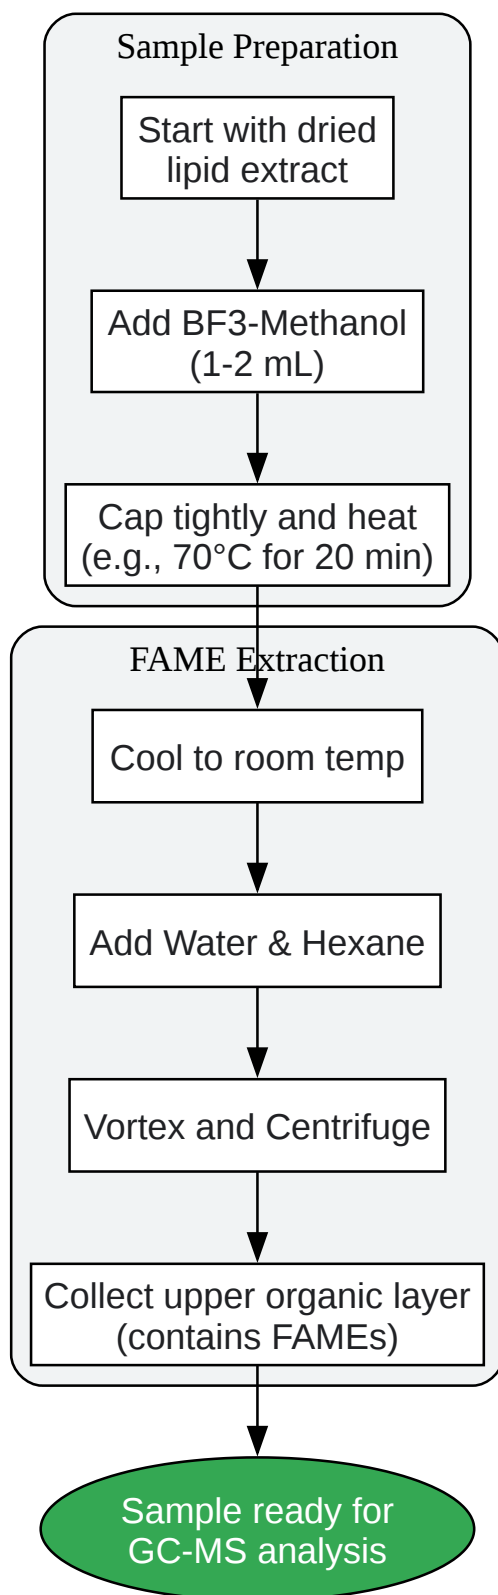 Sample Preparation
Start with dried
lipid extract
Add BF3-Methanol
(1-2 mL)
Cap tightly and heat
(e.g., 70°C for 20 min)
FAME Extraction
Cool to room temp
Add Water & Hexane
Vortex and Centrifuge
Collect upper organic layer
(contains FAMEs)
Sample ready for
GC-MS analysis